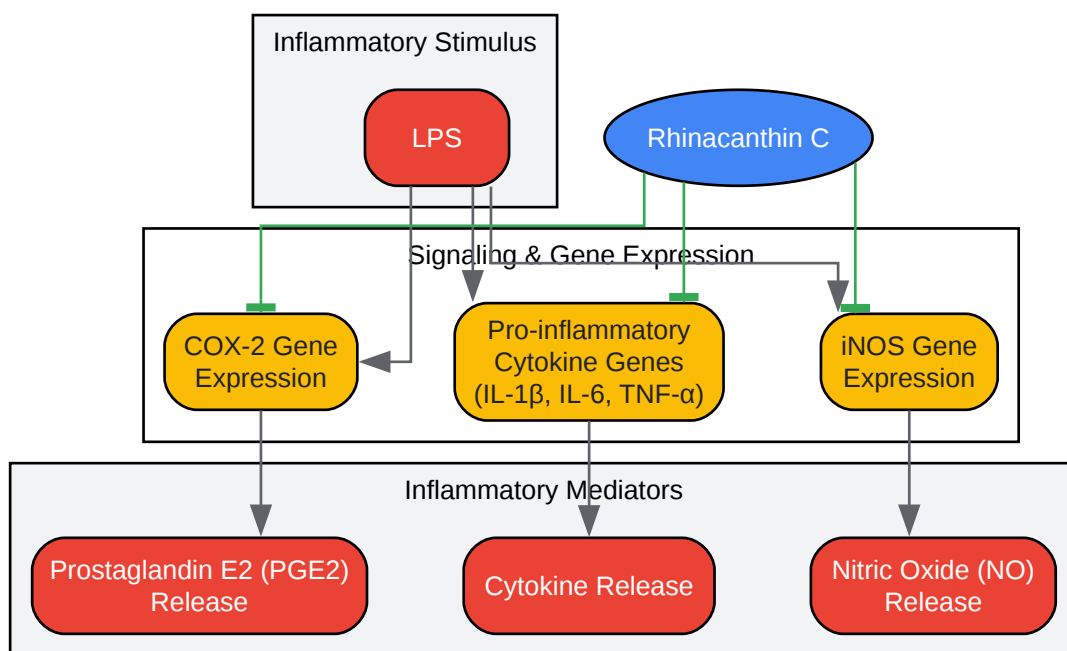 Inflammatory Stimulus
LPS
Rhinacanthin C
Signaling & Gene Expression
COX-2 Gene
Expression
Pro-inflammatory
Cytokine Genes
(IL-1β, IL-6, TNF-α)
iNOS Gene
Expression
Inflammatory Mediators
Prostaglandin E2 (PGE2)
Release
Cytokine Release
Nitric Oxide (NO)
Release